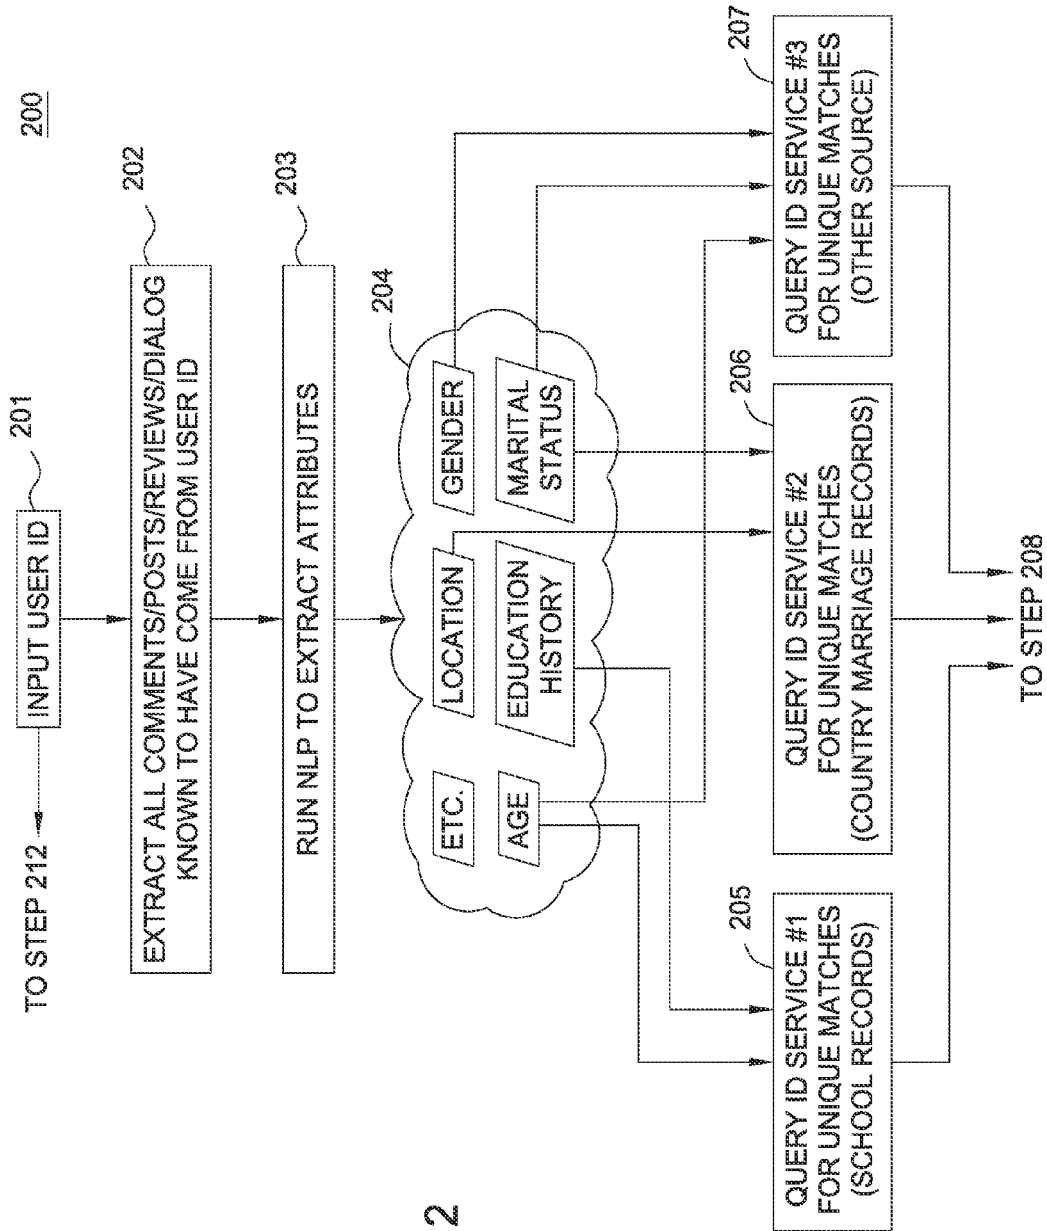 200
TO STEP 212
INPUT USER ID
201
EXTRACT ALL COMMENTS/POSTS/REVIEWS/DIALOG
KNOWN TO HAVE COME FROM USER ID
202
RUN NLP TO EXTRACT ATTRIBUTES
203
204
ETC.
LOCATION
GENDER
AGE
EDUCATION
HISTORY
MARITAL
STATUS
QUERY ID SERVICE #1
FOR UNIQUE MATCHES
(SCHOOL RECORDS)
205
QUERY ID SERVICE #2
FOR UNIQUE MATCHES
(COUNTRY MARRIAGE RECORDS)
206
QUERY ID SERVICE #3
FOR UNIQUE MATCHES
(OTHER SOURCE)
207
TO STEP 208
2